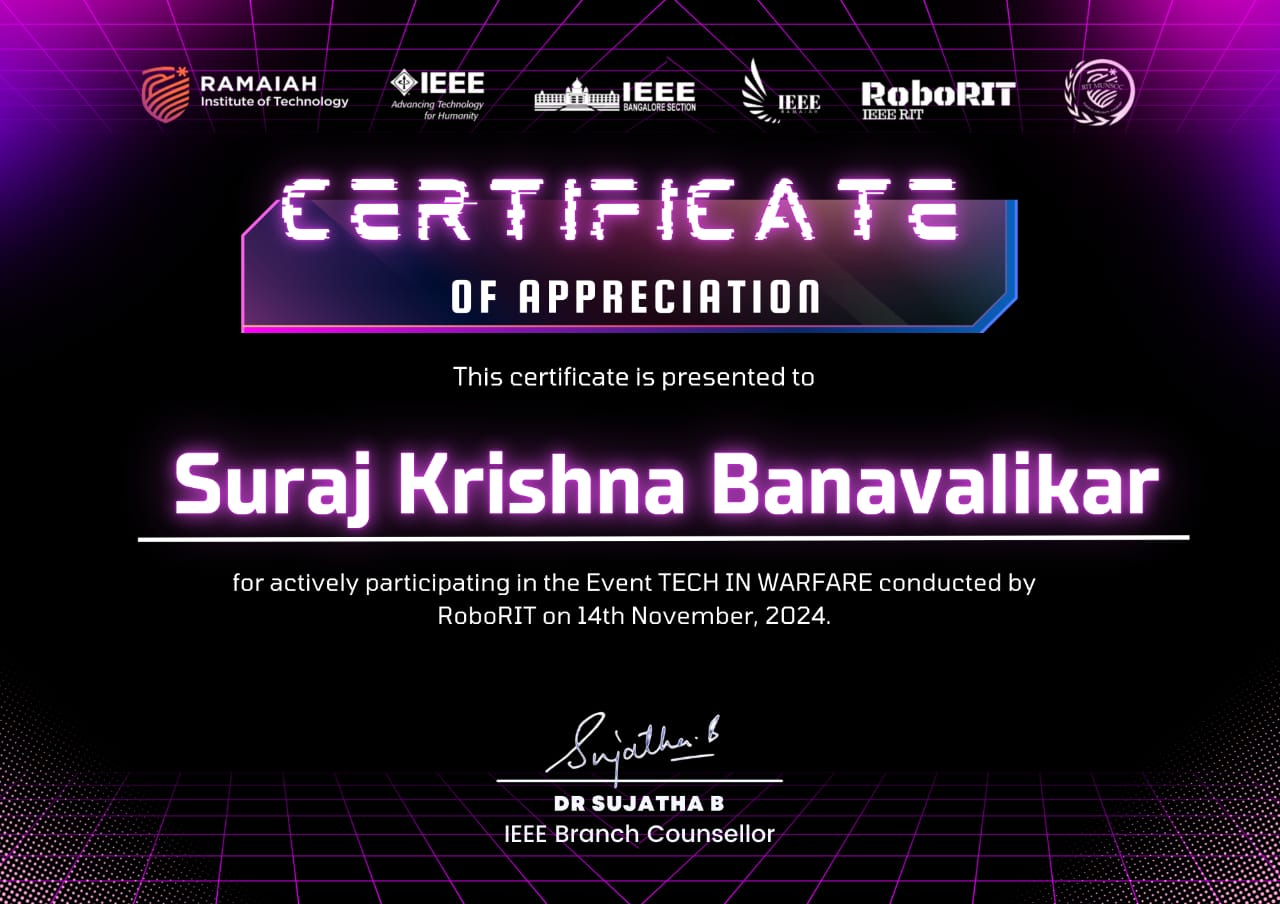 RAMAIAH
Institute of Technology
IEEE
Advancing Technology
for Humanity
IEEE
BANGALORE SECTION
IEEE
RAMAIAH
RoboRIT
IEEE RIT
RIT MUNSOC
CERTIFICATE
OF APPRECIATION
This certificate is presented to
Suraj Krishna Banavalikar
for actively participating in the Event TECH IN WARFARE conducted by
RoboRIT on 14th November, 2024.
Sujatha. B
DR SUJATHA B
IEEE Branch Counsellor